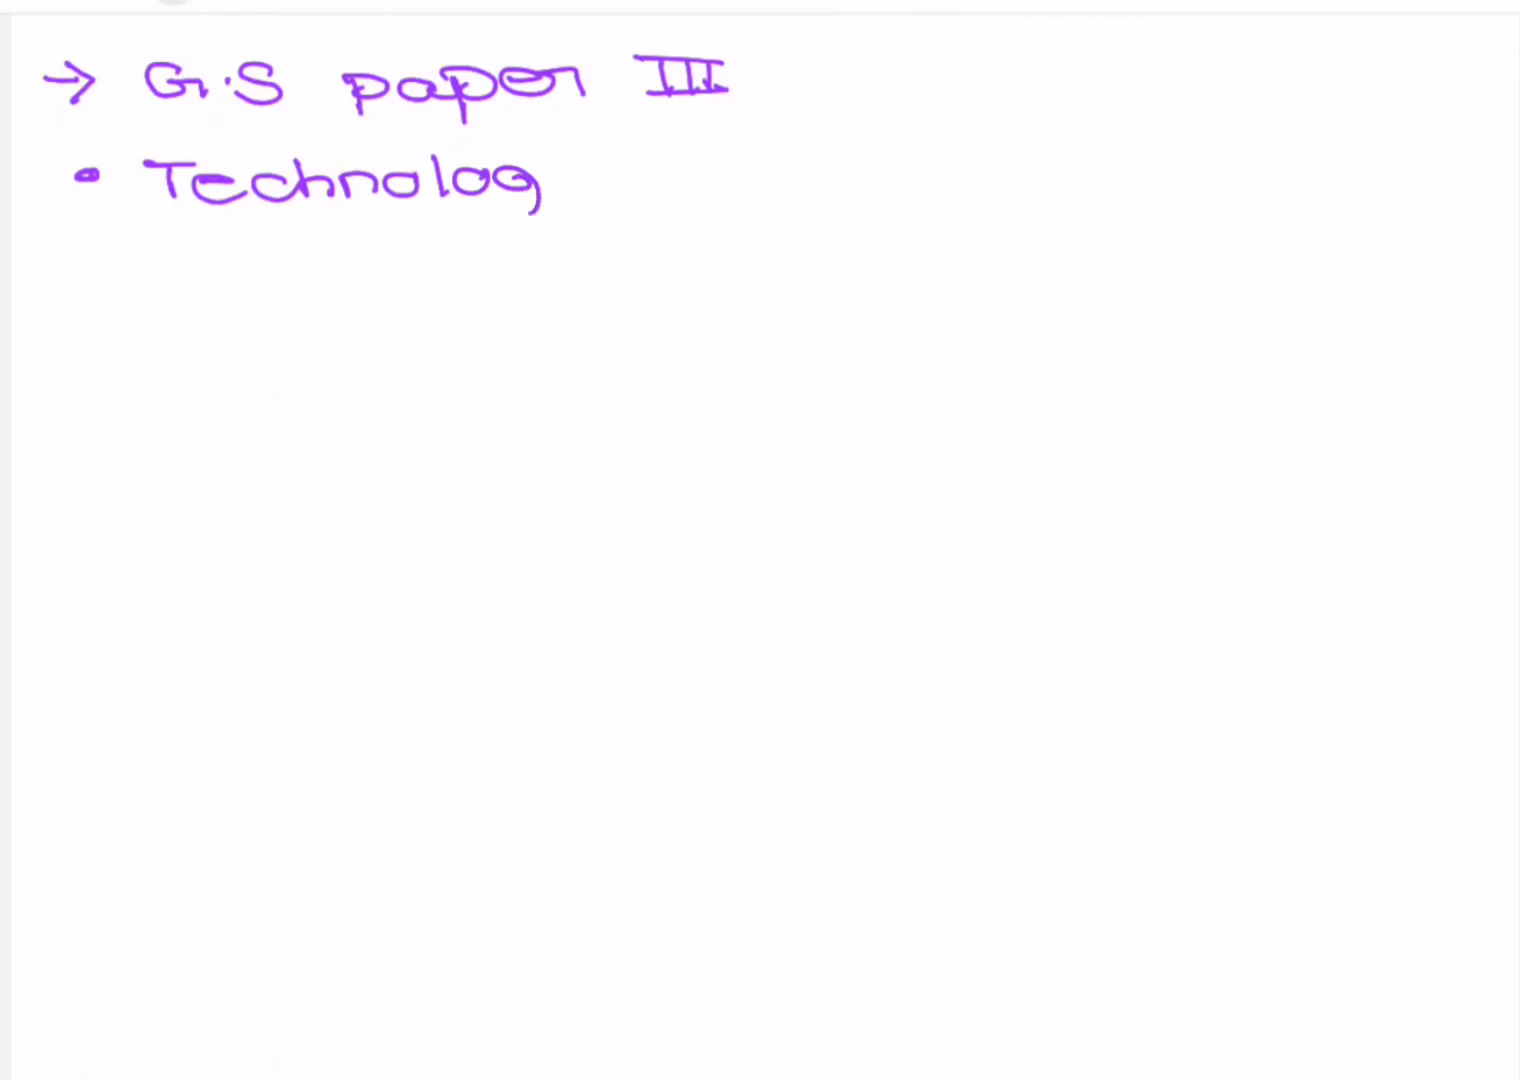 → G.S paper III
• Technolog